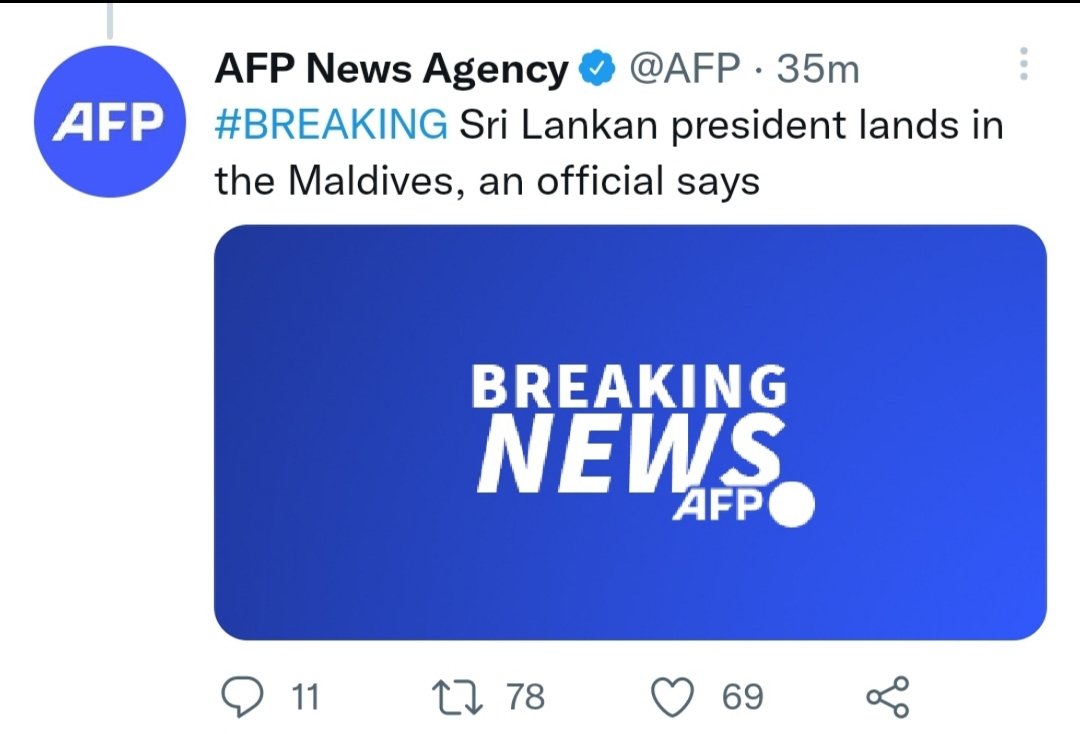 AFP
AFP News Agency @AFP · 35m
#BREAKING Sri Lankan president lands in
the Maldives, an official says
BREAKING
NEWS
AFP
11 78 69